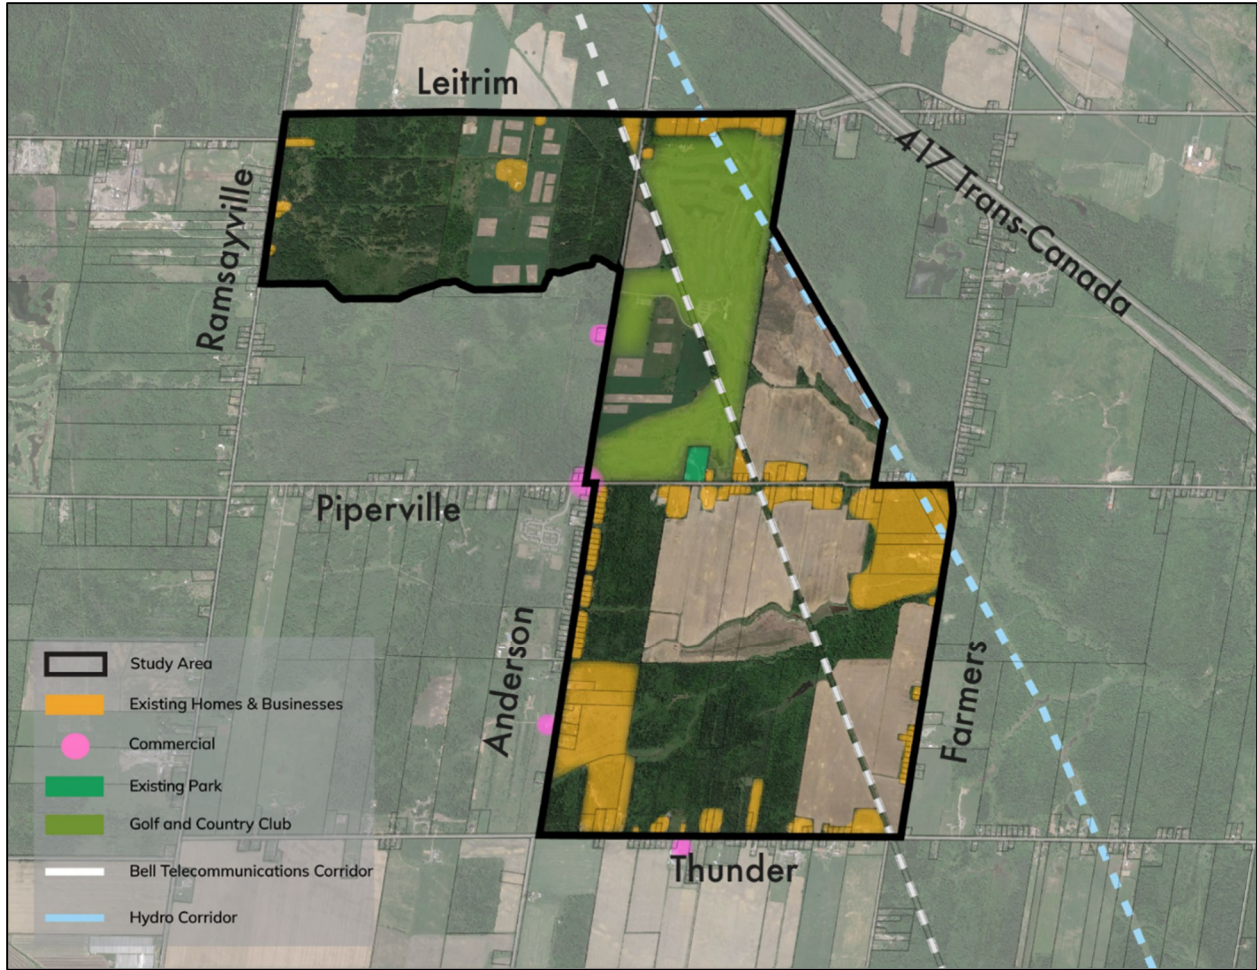 Leitrim
417 Trans-Canada
Ramsayville
Piperville
Anderson
Farmers
Thunder
Study Area
Existing Homes & Businesses
Commercial
Existing Park
Golf and Country Club
Bell Telecommunications Corridor
Hydro Corridor